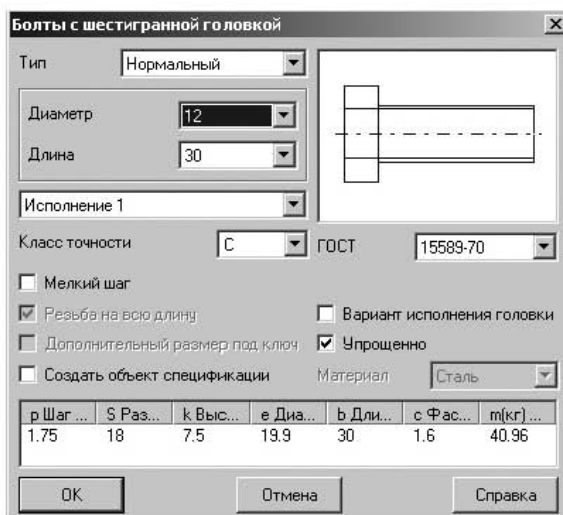 Болты с шестигранной головкой
Тип Нормальный
Диаметр 12
Длина 30
Исполнение 1
Класс точности C ГОСТ 15589-70
Мелкий шаг
Резьба на всю длину Вариант исполнения головки
Дополнительный размер под ключ Упрощенно
Создать объект спецификации Материал Сталь
p Шаг ... S Раз... k Выс... e Диа... b Дли... c Фас... m(кг) ...
1.75 18 7.5 19.9 30 1.6 40.96
OK Отмена Справка